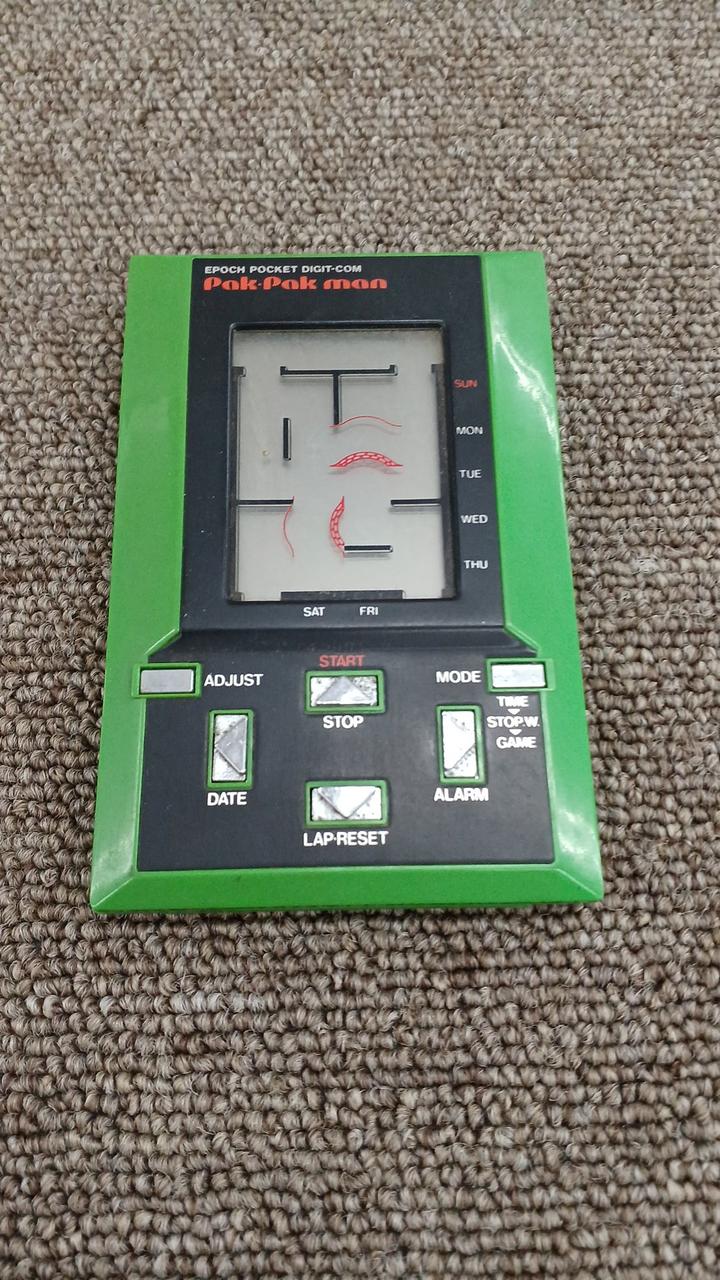 EPOCH POCKET DIGIT-COM
Pak·Pak man
SUN
MON
TUE
WED
THU
SAT FRI
START
ADJUST
MODE
TIME
STOP
STOP.W.
GAME
DATE
ALARM
LAP·RESET